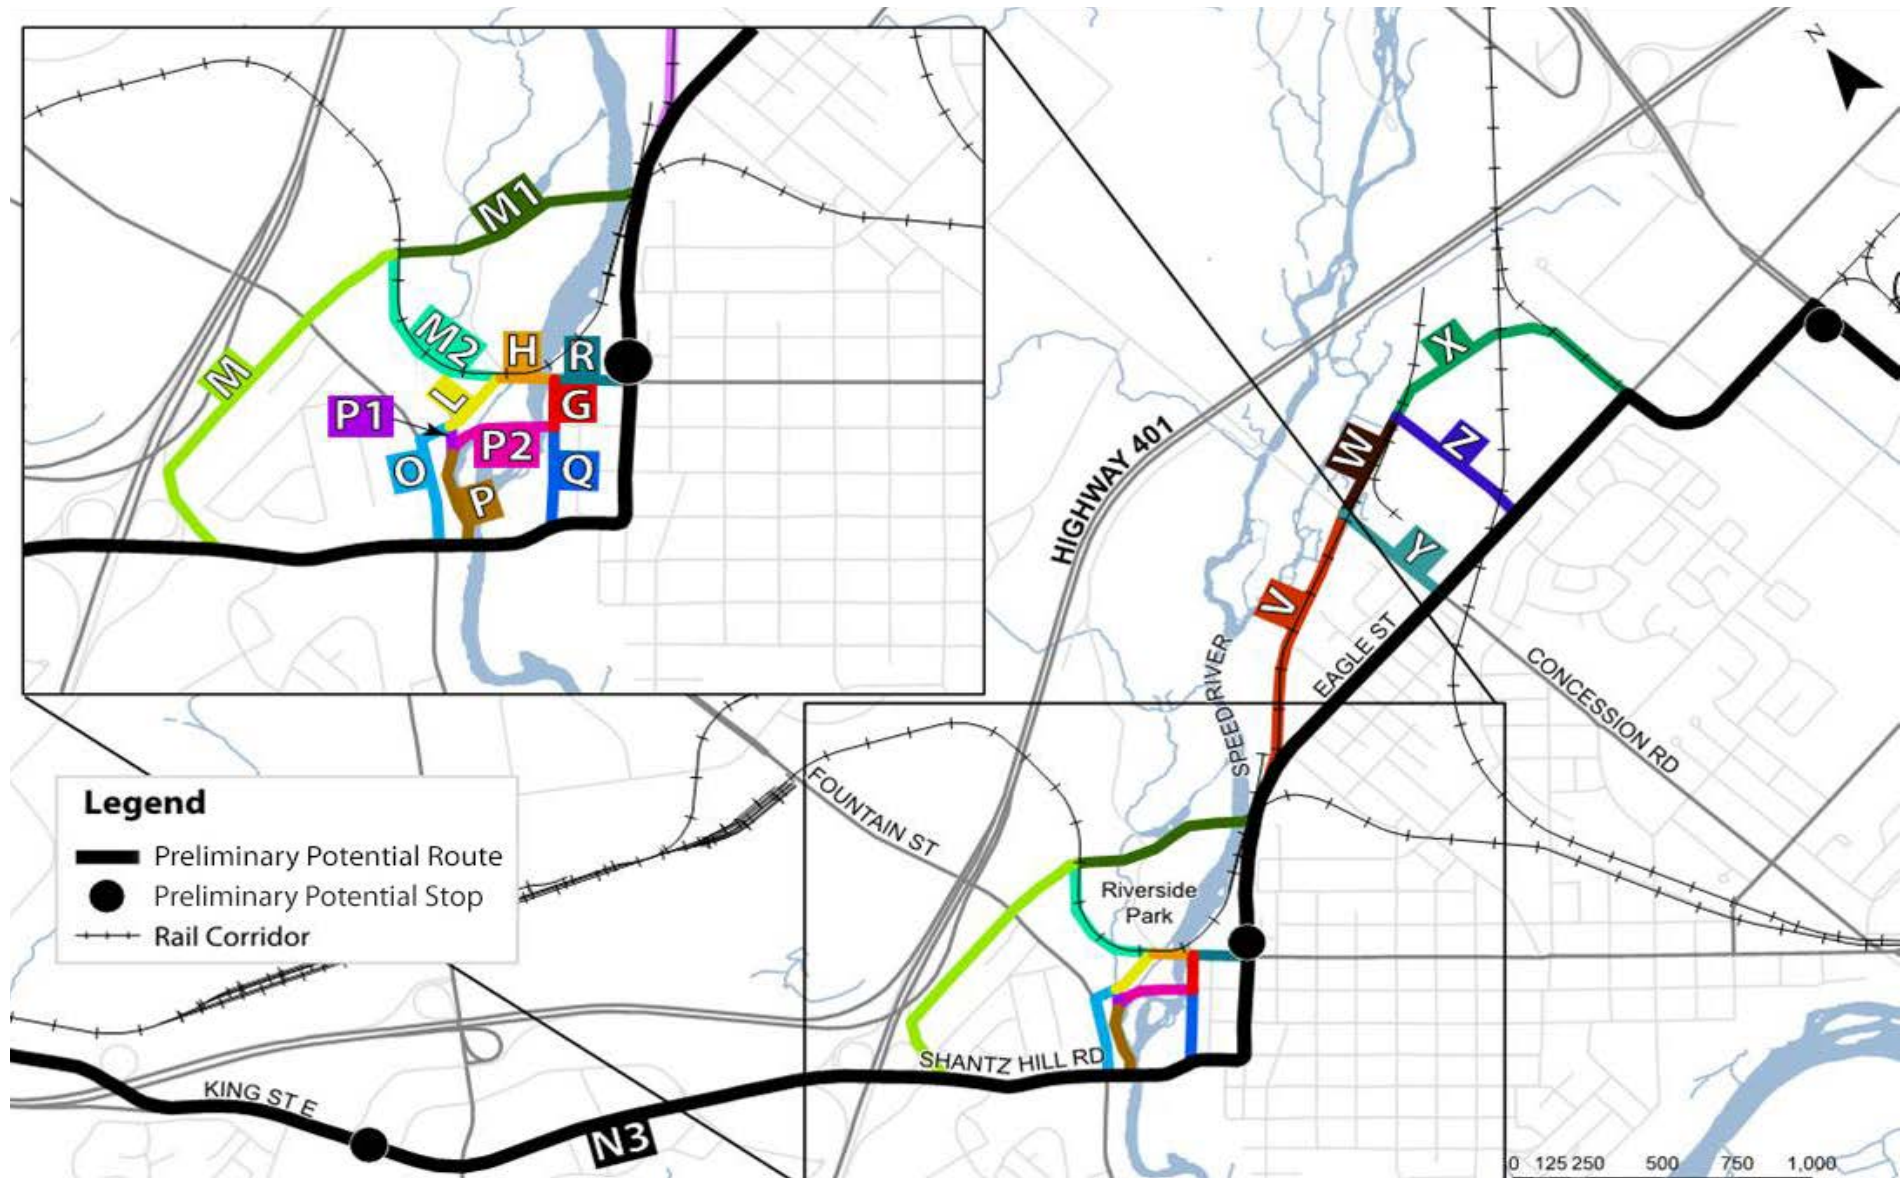 N
M1
M2
H
R
M
L
G
P1
P2
O
Q
P
X
W
Z
HIGHWAY 401
Y
V
EAGLE ST
SPEED RIVER
CONCESSION RD
FOUNTAIN ST
Riverside
Park
SHANTZ HILL RD
KING ST E
N3
Legend
Preliminary Potential Route
Preliminary Potential Stop
Rail Corridor
0 125 250 500 750 1,000